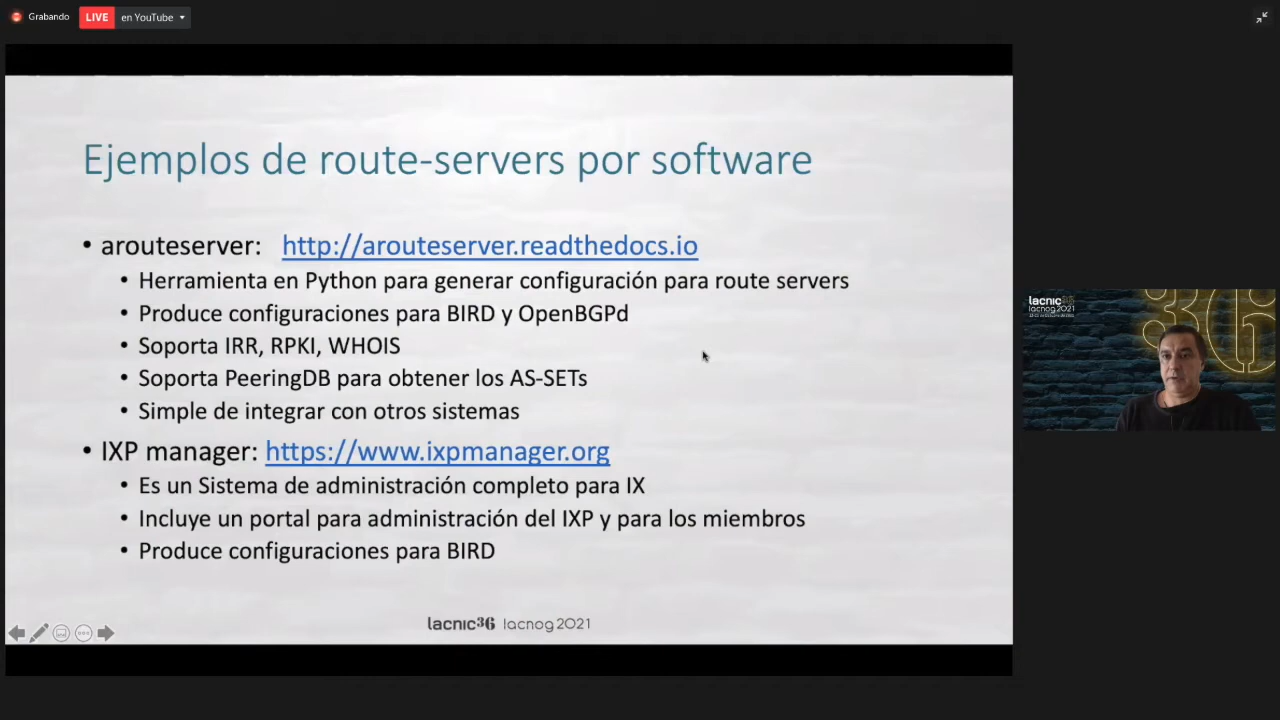 Grabando
LIVE en YouTube
Ejemplos de route-servers por software
• arouteserver: http://arouteserver.readthedocs.io
• Herramienta en Python para generar configuración para route servers
• Produce configuraciones para BIRD y OpenBGPd
• Soporta IRR, RPKI, WHOIS
• Soporta PeeringDB para obtener los AS-SETs
• Simple de integrar con otros sistemas
• IXP manager: https://www.ixpmanager.org
• Es un Sistema de administración completo para IX
• Incluye un portal para administración del IXP y para los miembros
• Produce configuraciones para BIRD
lacnic36 lacnog 2021
lacnic36
lacnog2021
36